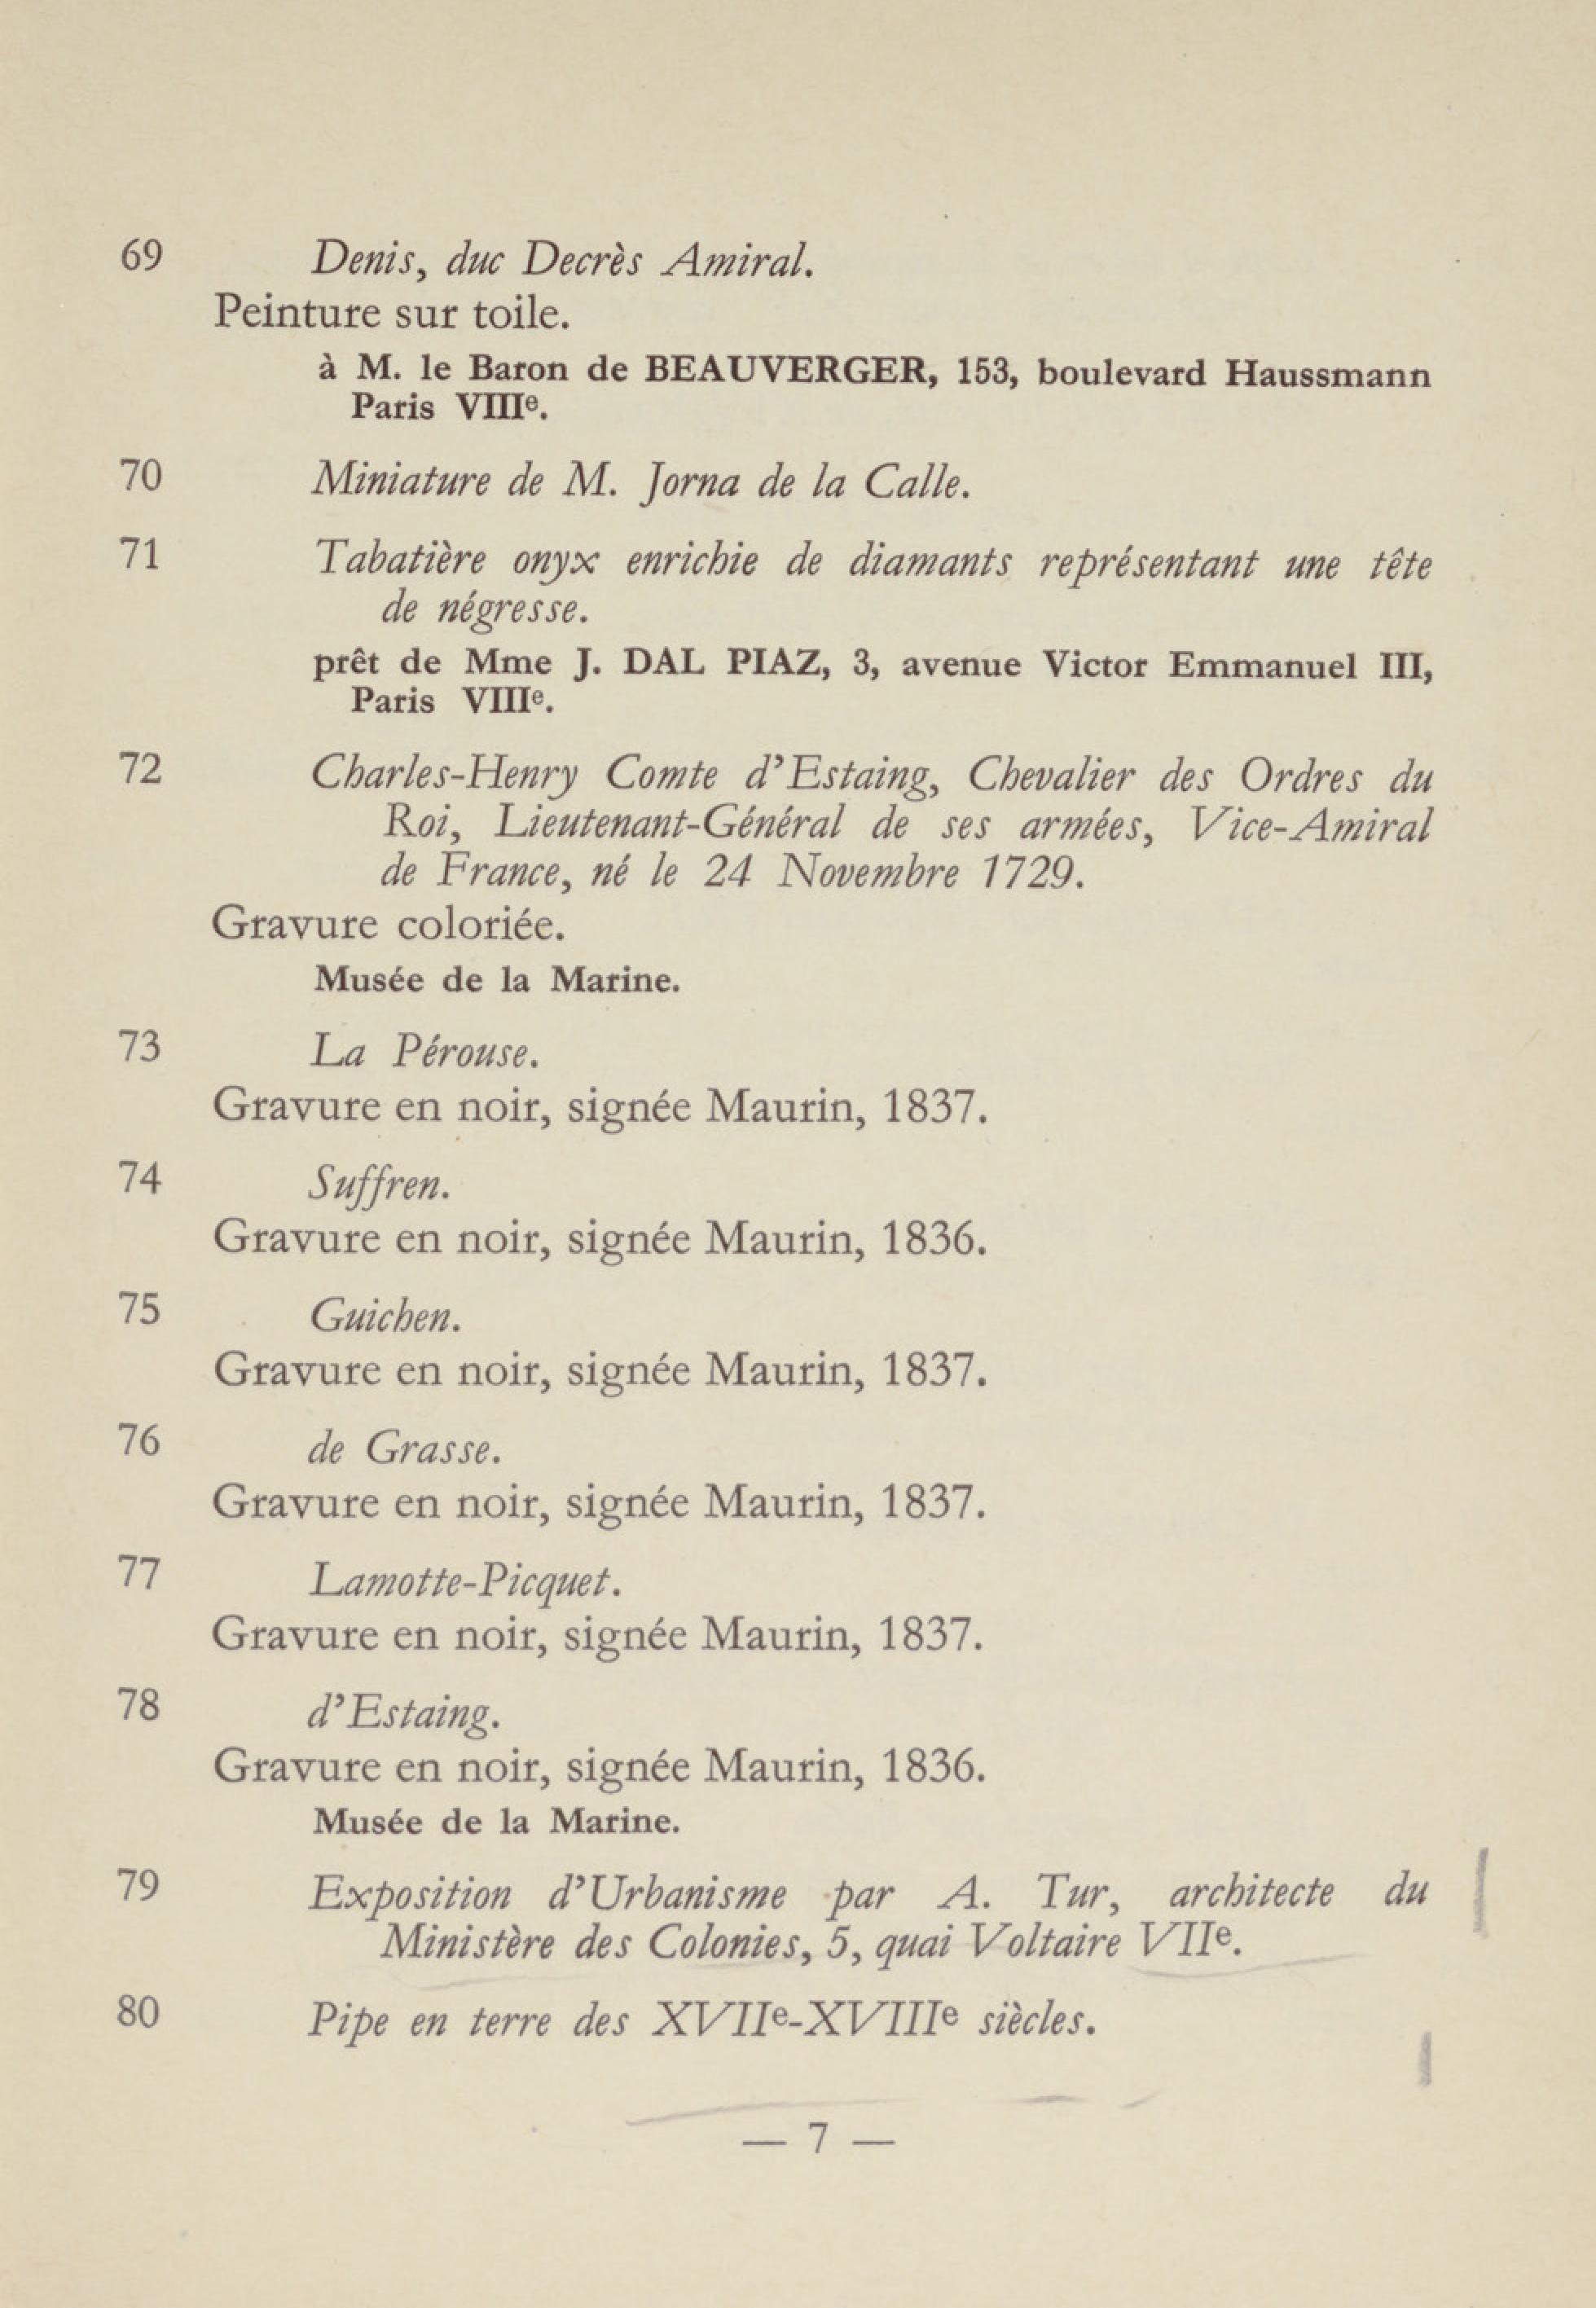 69 Denis, duc Decrès Amiral.
Peinture sur toile.
à M. le Baron de BEAUVERGER, 153, boulevard Haussmann
Paris VIIIe.
70 Miniature de M. Jorna de la Calle.
71 Tabatière onyx enrichie de diamants représentant une tête
de négresse.
prêt de Mme J. DAL PIAZ, 3, avenue Victor Emmanuel III,
Paris VIIIe.
72 Charles-Henry Comte d'Estaing, Chevalier des Ordres du
Roi, Lieutenant-Général de ses armées, Vice-Amiral
de France, né le 24 Novembre 1729.
Gravure coloriée.
Musée de la Marine.
73 La Pérouse.
Gravure en noir, signée Maurin, 1837.
74 Suffren.
Gravure en noir, signée Maurin, 1836.
75 Guichen.
Gravure en noir, signée Maurin, 1837.
76 de Grasse.
Gravure en noir, signée Maurin, 1837.
77 Lamotte-Picquet.
Gravure en noir, signée Maurin, 1837.
78 d'Estaing.
Gravure en noir, signée Maurin, 1836.
Musée de la Marine.
79 Exposition d'Urbanisme par A. Tur, architecte du
Ministère des Colonies, 5, quai Voltaire VIIe.
80 Pipe en terre des XVIIe-XVIIIe siècles.
— 7 —